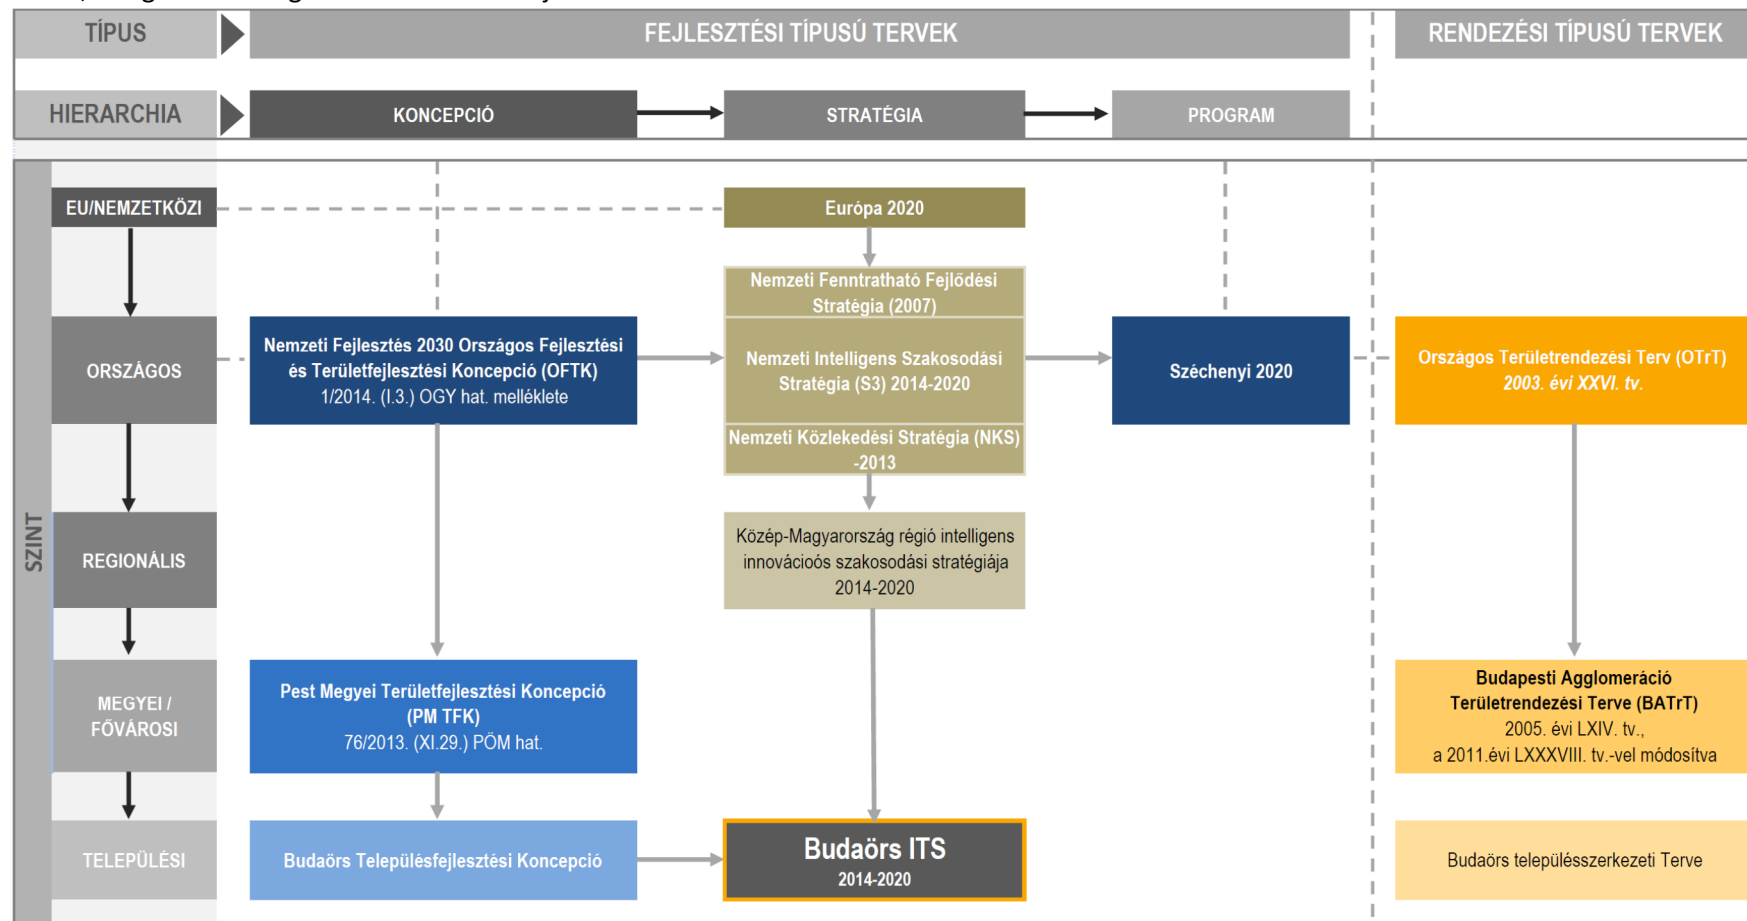 TÍPUS
FEJLESZTÉSI TÍPUSÚ TERVEK
RENDEZÉSI TÍPUSÚ TERVEK
HIERARCHIA
KONCEPCIÓ
STRATÉGIA
PROGRAM
SZINT
EU/NEMZETKÖZI
Európa 2020
Nemzeti Fenntratható Fejlődési
Stratégia (2007)
ORSZÁGOS
Nemzeti Fejlesztés 2030 Országos Fejlesztési
és Területfejlesztési Koncepció (OFTK)
1/2014. (I.3.) OGY hat. melléklete
Nemzeti Intelligens Szakosodási
Stratégia (S3) 2014-2020
Széchenyi 2020
Országos Területrendezési Terv (OTrT)
2003. évi XXVI. tv.
Nemzeti Közlekedési Stratégia (NKS)
-2013
REGIONÁLIS
Közép-Magyarország régió intelligens
innovációós szakosodási stratégiája
2014-2020
MEGYEI /
FŐVÁROSI
Pest Megyei Területfejlesztési Koncepció
(PM TFK)
76/2013. (XI.29.) PÖM hat.
Budapesti Agglomeráció
Területrendezési Terve (BATrT)
2005. évi LXIV. tv.,
a 2011.évi LXXXVIII. tv.-vel módosítva
TELEPÜLÉSI
Budaörs Településfejlesztési Koncepció
Budaörs ITS
2014-2020
Budaörs településszerkezeti Terve